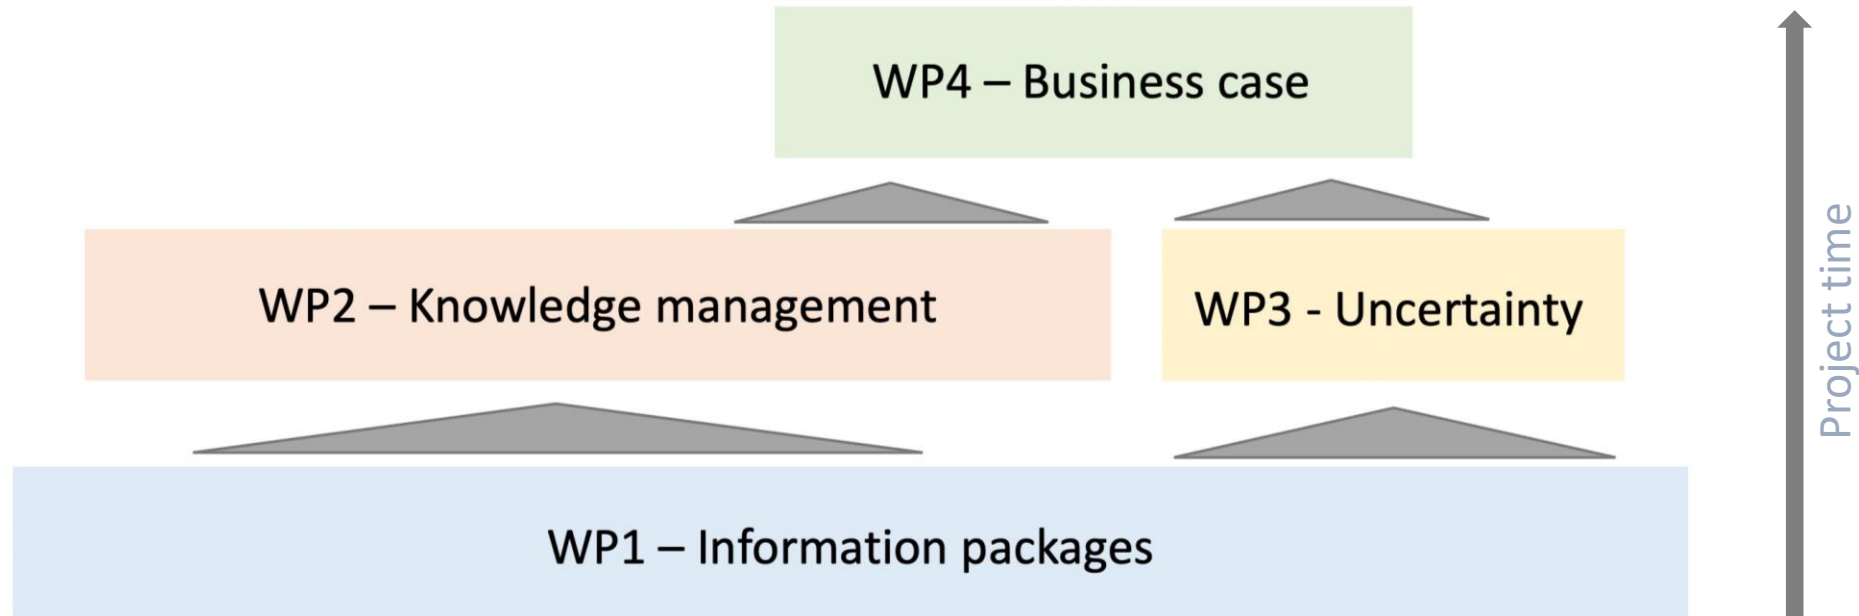 WP4 – Business case
WP2 – Knowledge management
WP3 - Uncertainty
WP1 – Information packages
Project time